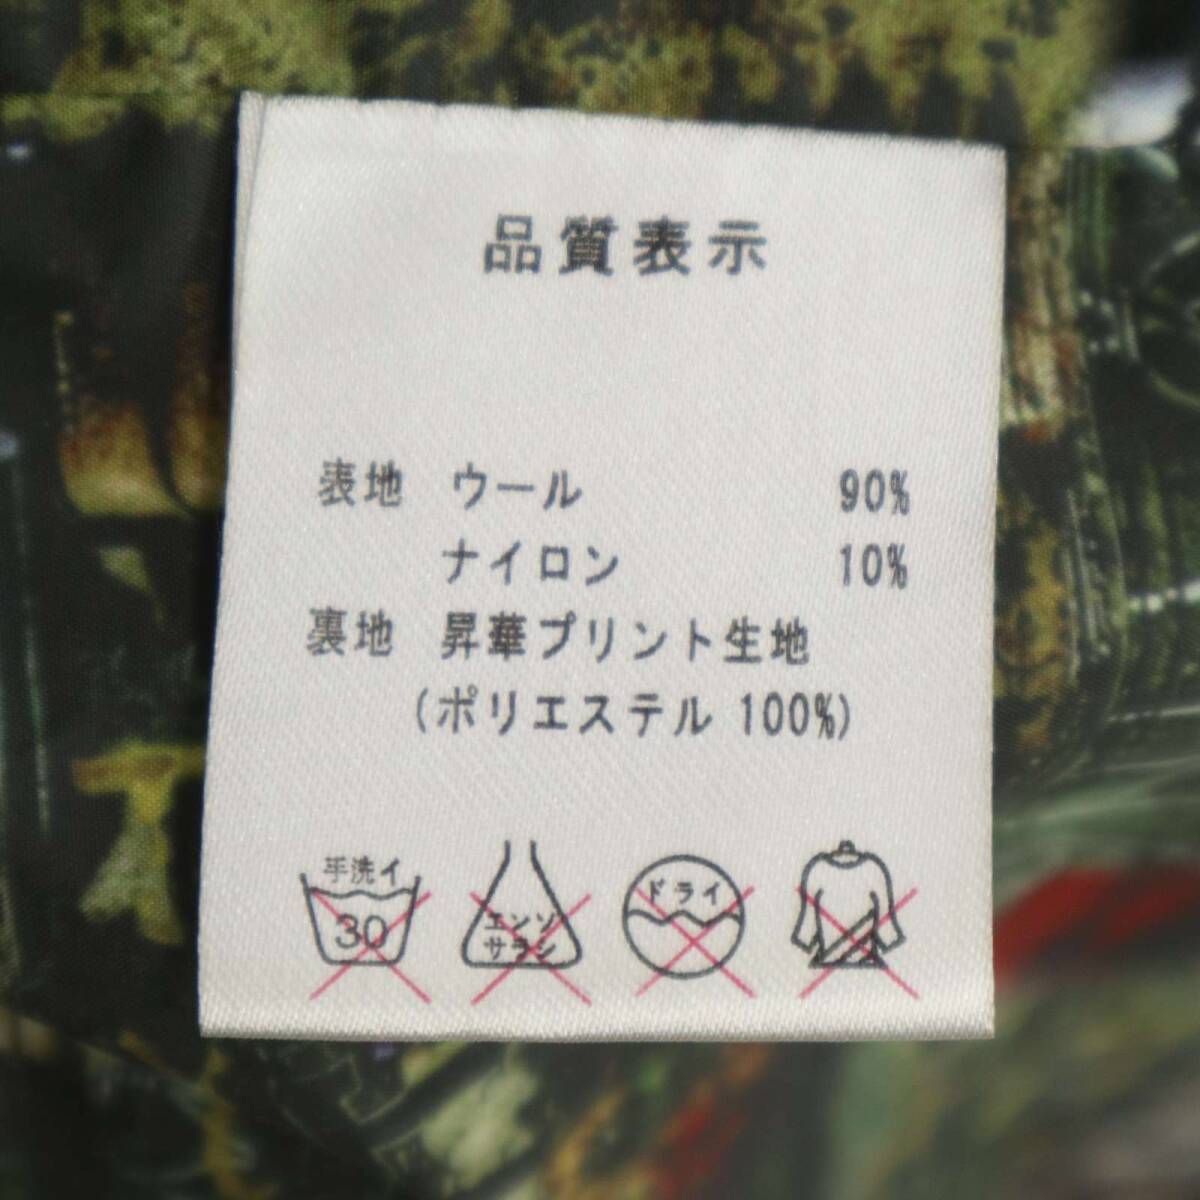 品質表示
表地 ウール 90%
ナイロン 10%
裏地 昇華プリント生地
(ポリエステル 100%)
手洗イ
30
エンソ
サラシ
ドライ